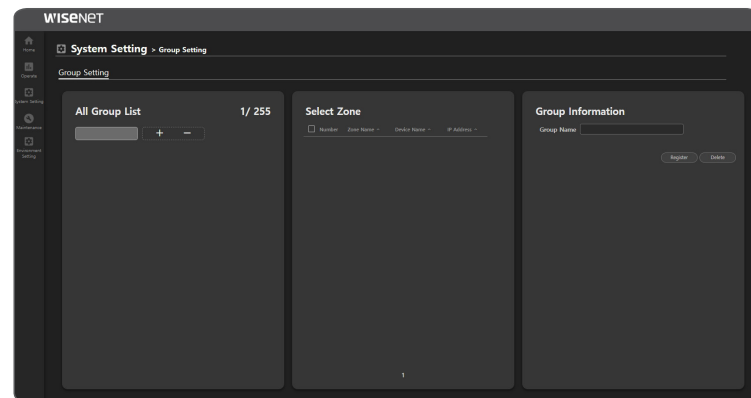 WISENET
Home
Operate
System Setting
Maintenance
Environment
Setting
System Setting > Group Setting
Group Setting
All Group List 1/ 255
+ −
Select Zone
Number Zone Name Device Name IP Address
1
Group Information
Group Name
Register Delete